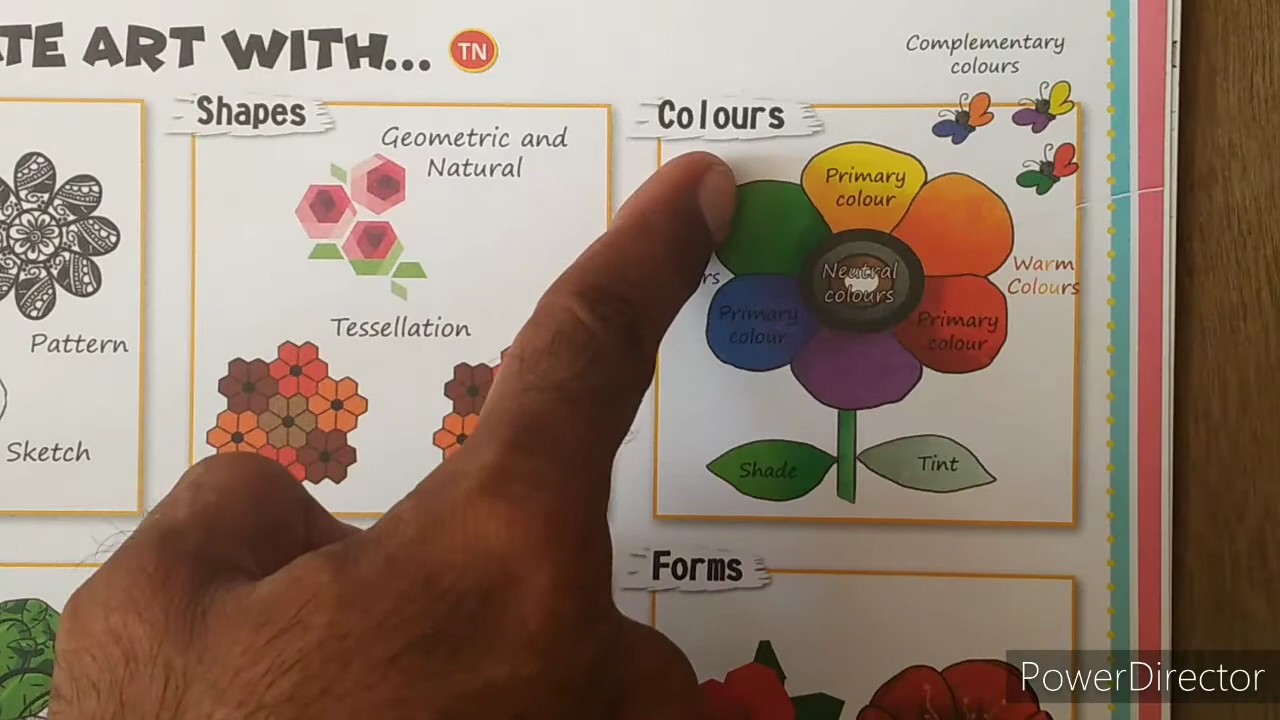 TE ART WITH... TN
Shapes
Geometric and
Natural
Tessellation
Pattern
Sketch
Colours
Complementary
colours
Primary
colour
Neutral
colours
Warm
Colours
Primary
colour
Primary
colour
Shade
Tint
Forms
PowerDirector